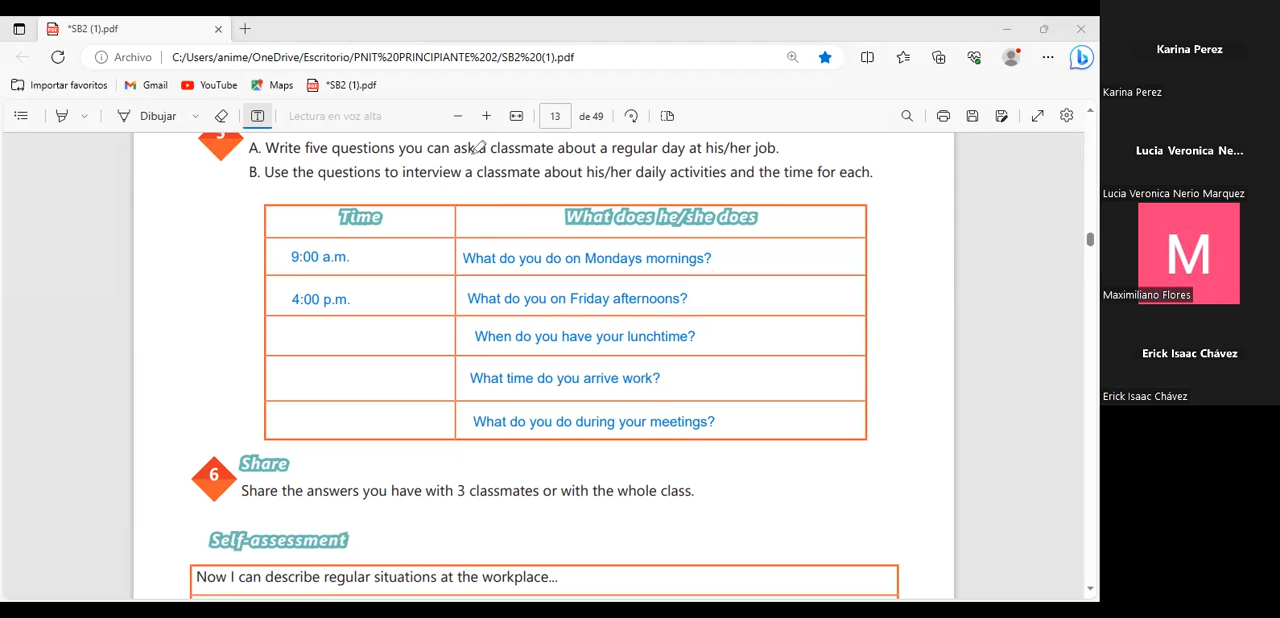 *SB2 (1).pdf
Archivo C:/Users/anime/OneDrive/Escritorio/PNIT%20PRINCIPIANTE%202/SB2%20(1).pdf
Importar favoritos Gmail YouTube Maps *SB2 (1).pdf
Dibujar Lectura en voz alta 13 de 49
A. Write five questions you can ask a classmate about a regular day at his/her job.
B. Use the questions to interview a classmate about his/her daily activities and the time for each.
Time What does he/she does
9:00 a.m. What do you do on Mondays mornings?
4:00 p.m. What do you on Friday afternoons?
When do you have your lunchtime?
What time do you arrive work?
What do you do during your meetings?
6 Share
Share the answers you have with 3 classmates or with the whole class.
Self-assessment
Now I can describe regular situations at the workplace...
Karina Perez
Karina Perez
Lucia Veronica Ne...
Lucia Veronica Nerio Marquez
M
Maximiliano Flores
Erick Isaac Chávez
Erick Isaac Chávez